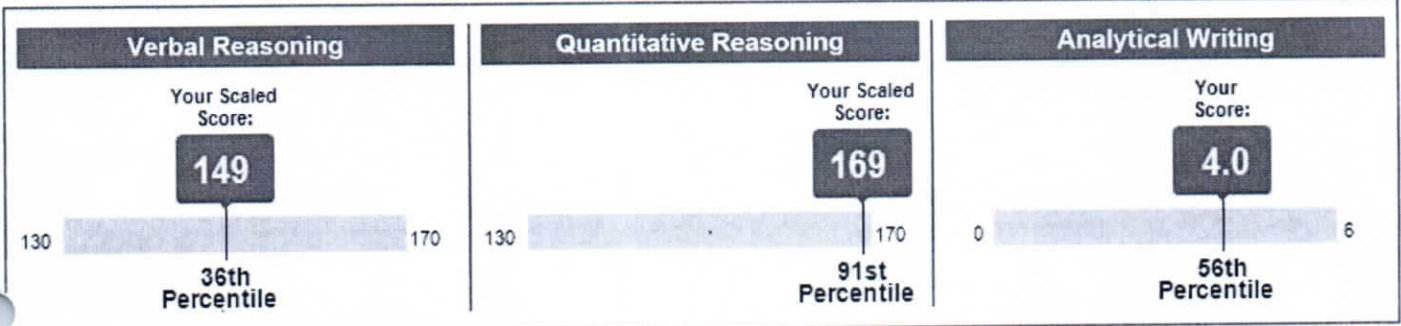 Verbal Reasoning
Your Scaled
Score:
149
130
170
36th
Percentile
Quantitative Reasoning
Your Scaled
Score:
169
130
170
91st
Percentile
Analytical Writing
Your
Score:
4.0
0
6
56th
Percentile